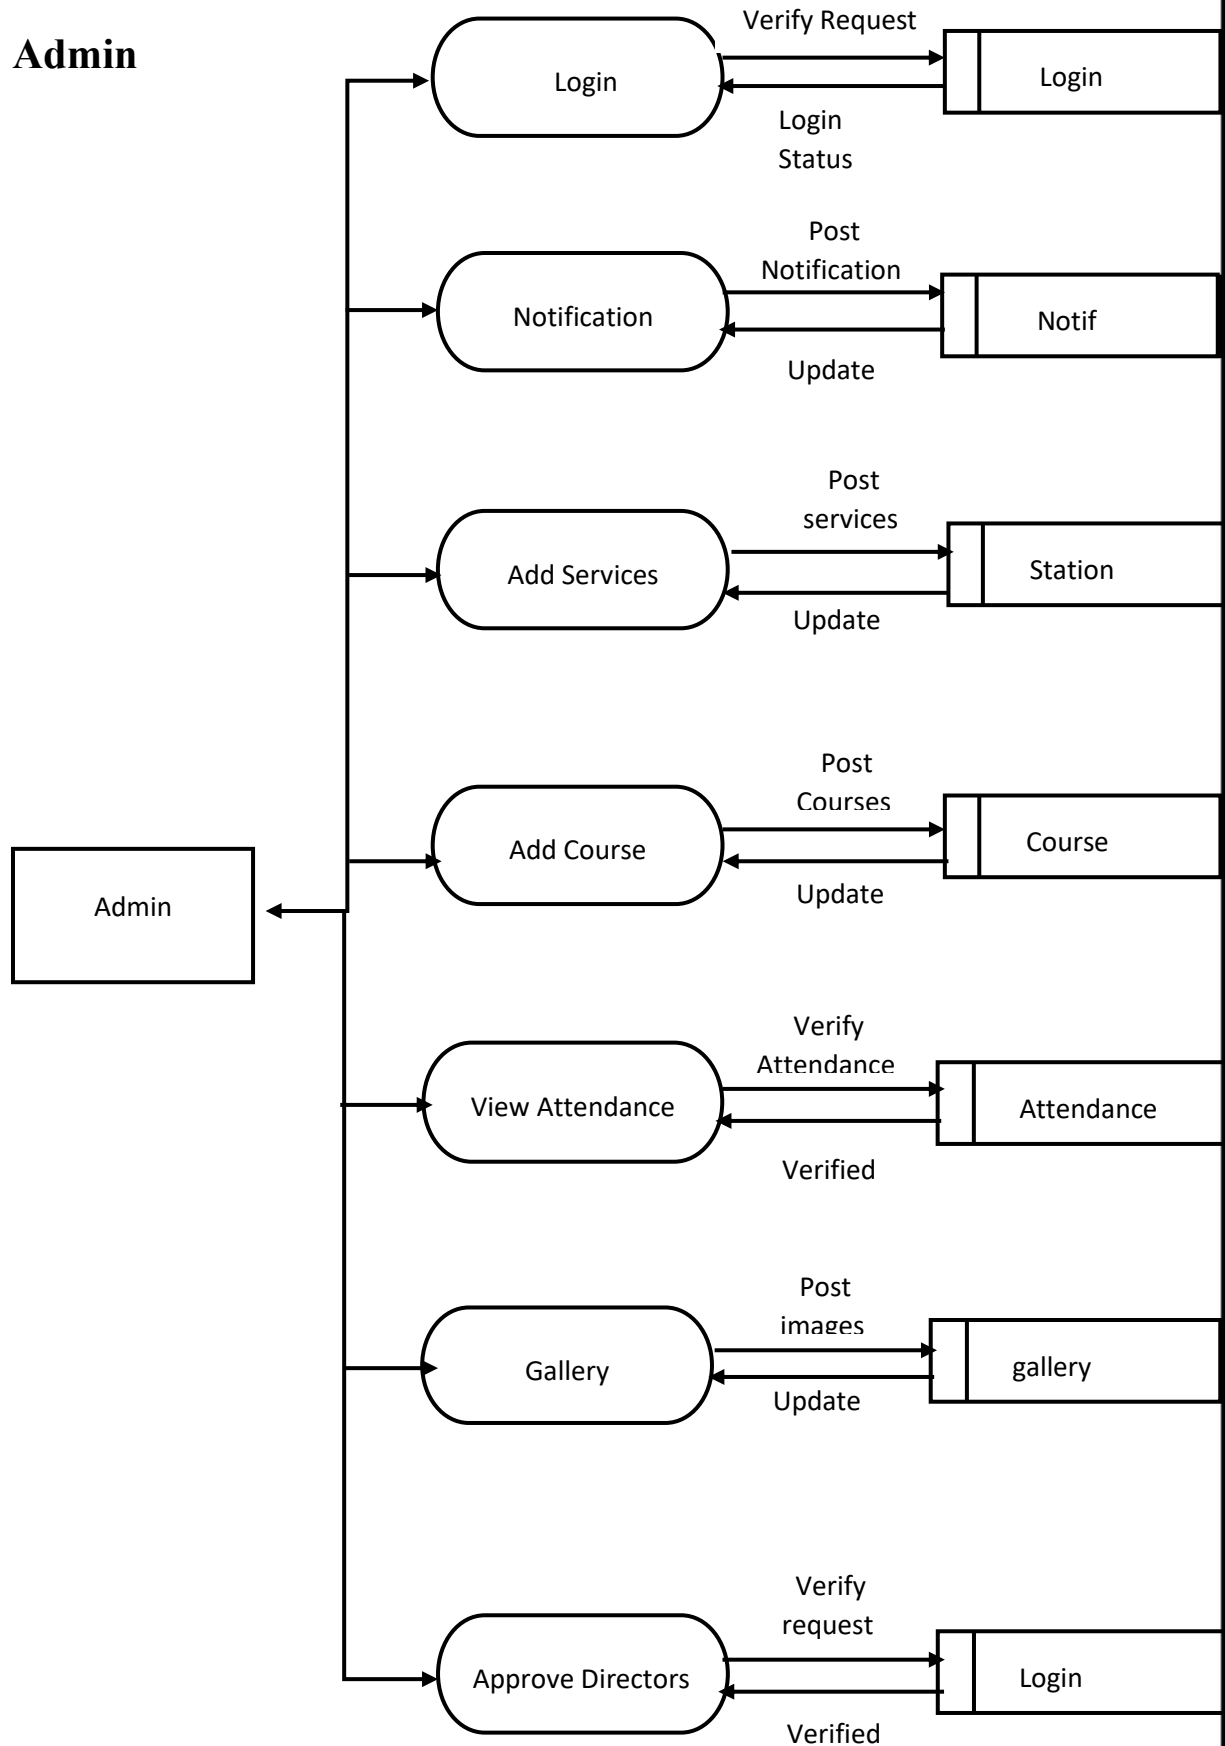 Admin
Verify Request
Login
Login
Login
Status
Post
Notification
Notification
Notif
Update
Post
services
Add Services
Station
Update
Post
Courses
Add Course
Course
Update
Admin
Verify
Attendance
View Attendance
Attendance
Verified
Post
images
Gallery
gallery
Update
Verify
request
Approve Directors
Login
Verified